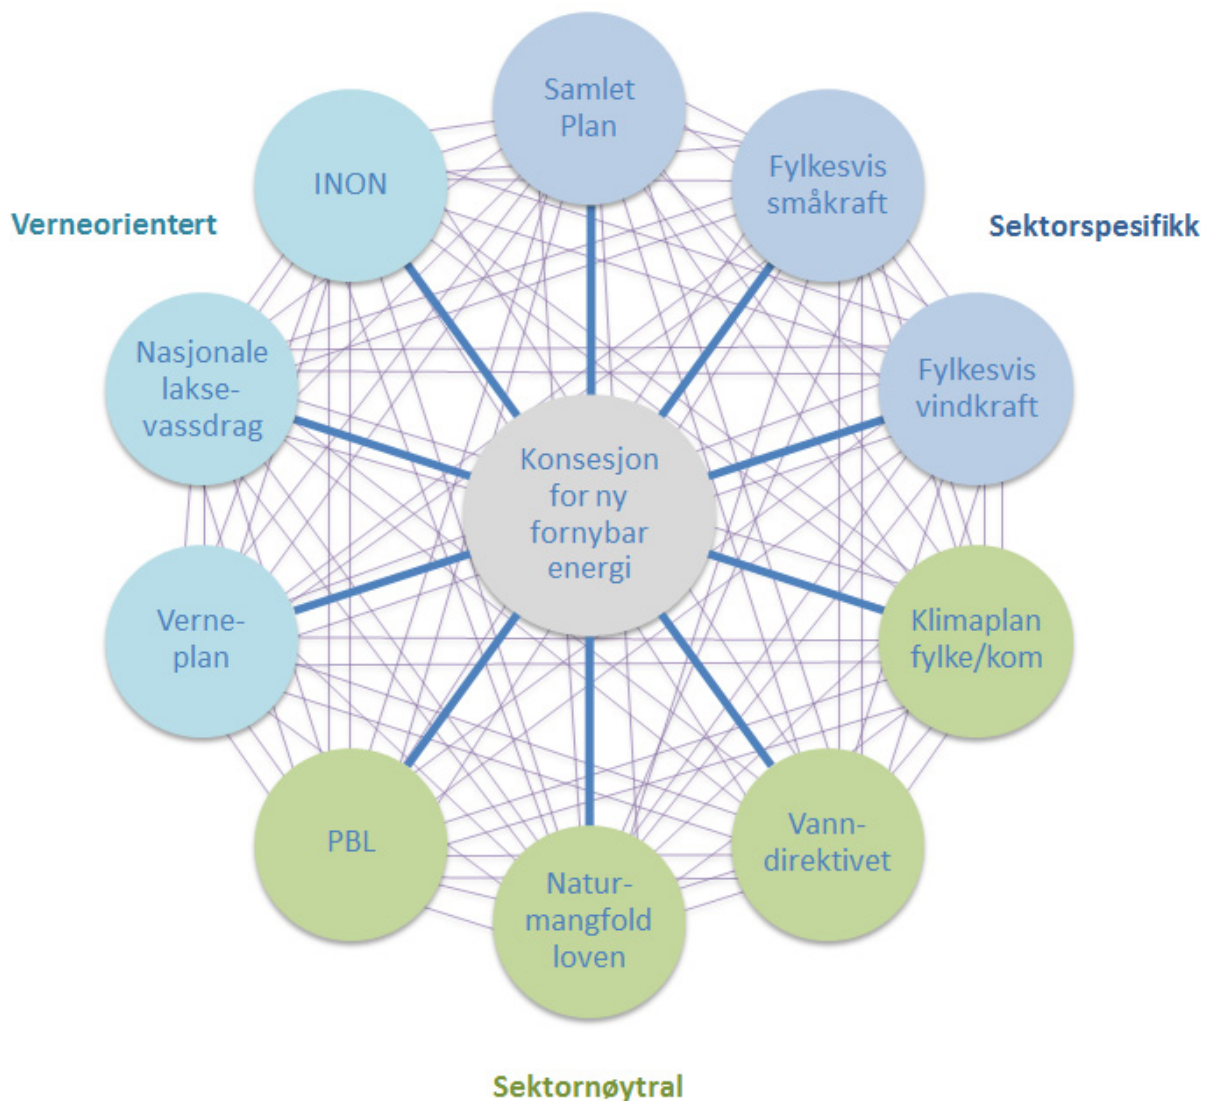 Samlet
Plan
Fylkesvis
småkraft
INON
Verneorientert
Sektorspesifikk
Nasjonale
lakse-
vassdrag
Fylkesvis
vindkraft
Konsesjon
for ny
fornybar
energi
Verne-
plan
Klimaplan
fylke/kom
PBL
Vann-
direktivet
Natur-
mangfold
loven
Sektornøytral